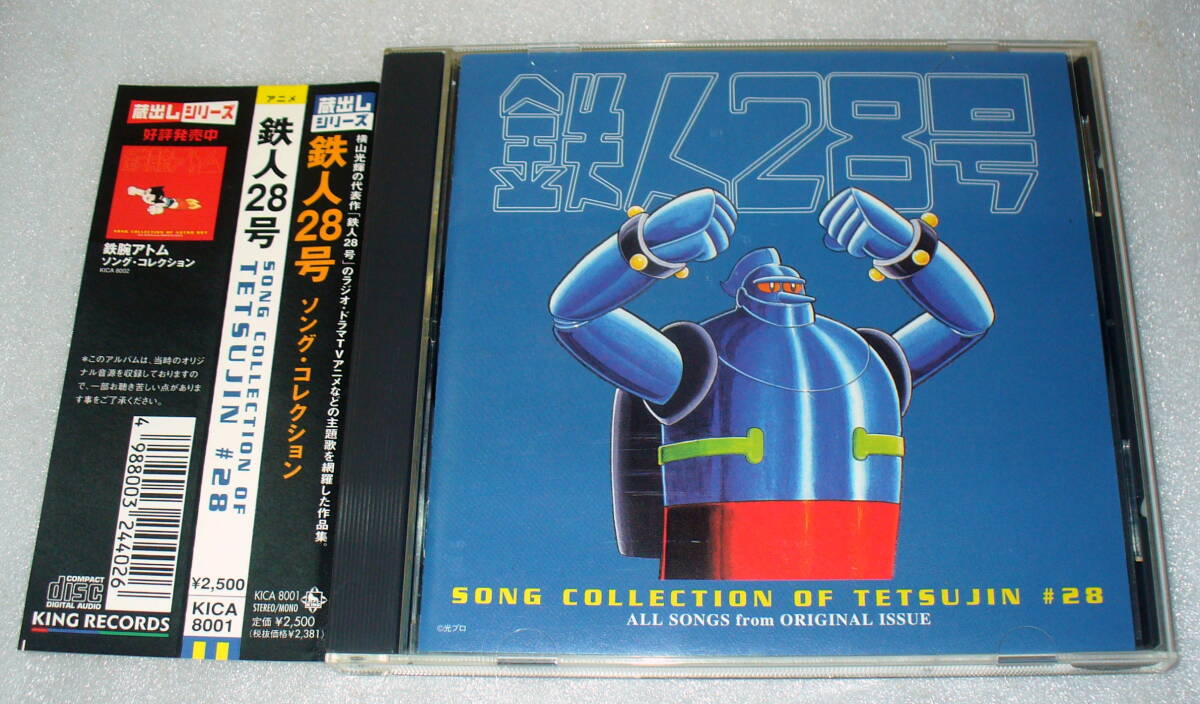 蔵出しシリーズ
好評発売中
SONG COLLECTION OF ASTRO BOY
鉄腕アトム
ソング・コレクション
KICA 8002
*このアルバムは、当時のオリジ
ナル音源を収録しておりますの
で、一部お聴き苦しい点がありま
す事をご了承ください。
4 988003 244026
COMPACT
disc
DIGITAL AUDIO
KING RECORDS
アニメ
鉄人28号
SONG COLLECTION OF
TETSUJIN #28
¥2,500
KICA
8001
蔵出し
シリーズ
鉄人28号
ソング・コレクション
横山光輝の代表作「鉄人28号」のラジオ・ドラマTVアニメなどの主題歌を網羅した作品集。
KICA 8001
STEREO/MONO
定価 ¥2,500
(税抜価格¥2,381)
鉄人28号
SONG COLLECTION OF TETSUJIN #28
ALL SONGS from ORIGINAL ISSUE
©光プロ